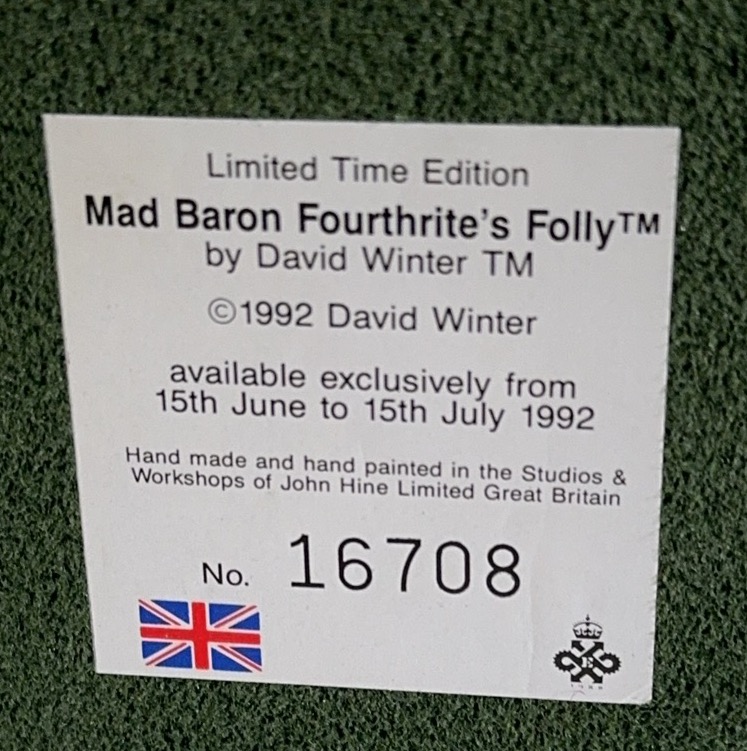 Limited Time Edition
Mad Baron Fourthrite's Folly™
by David Winter TM
©1992 David Winter
available exclusively from
15th June to 15th July 1992
Hand made and hand painted in the Studios &
Workshops of John Hine Limited Great Britain
No. 16708